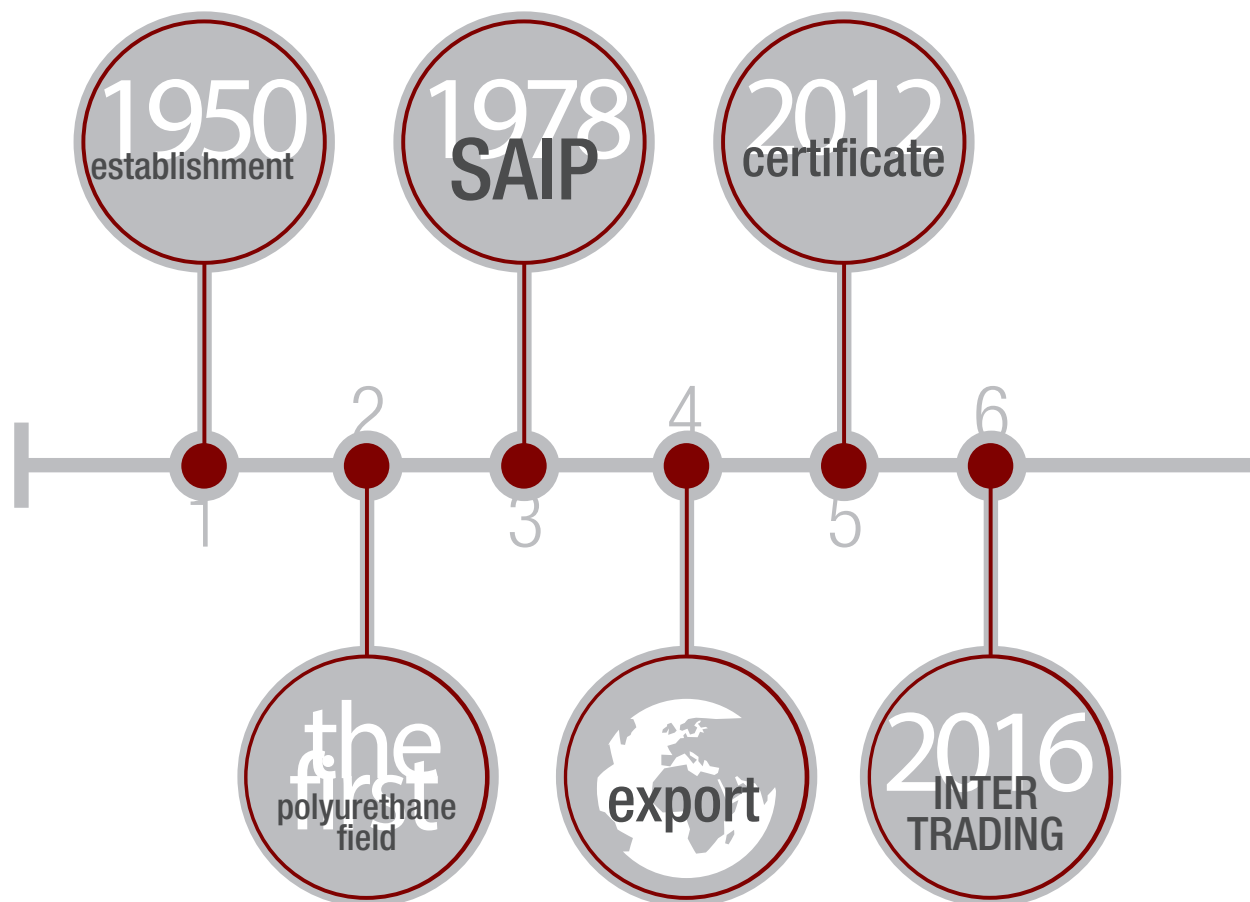 1950
establishment
1978
SAIP
2012
certificate
2
4
6
1
3
5
the
first
polyurethane
field
export
2016
INTER
TRADING